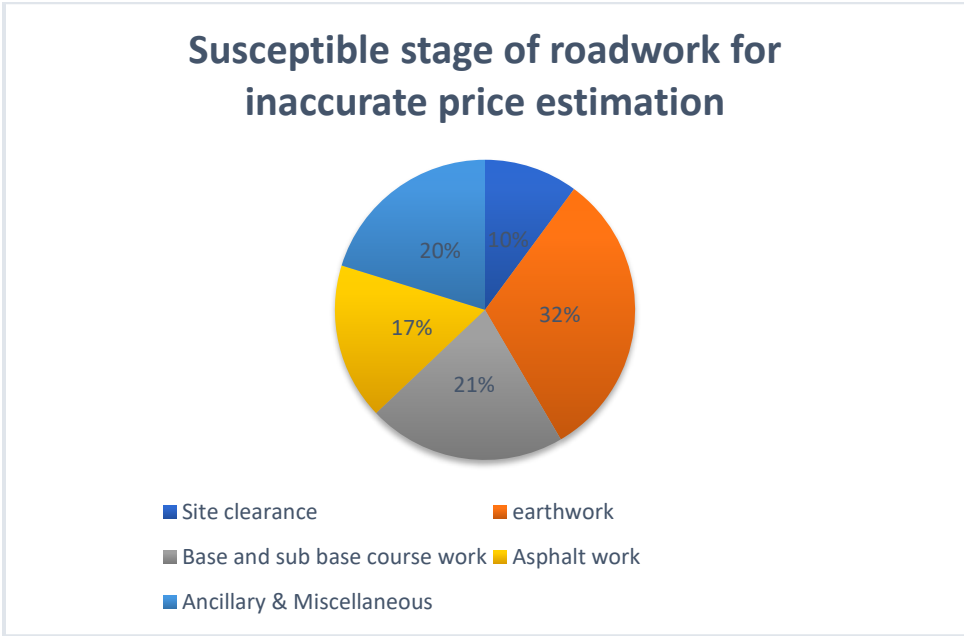 Susceptible stage of roadwork for
inaccurate price estimation
10%
20%
32%
17%
21%
Site clearance
earthwork
Base and sub base course work
Asphalt work
Ancillary & Miscellaneous